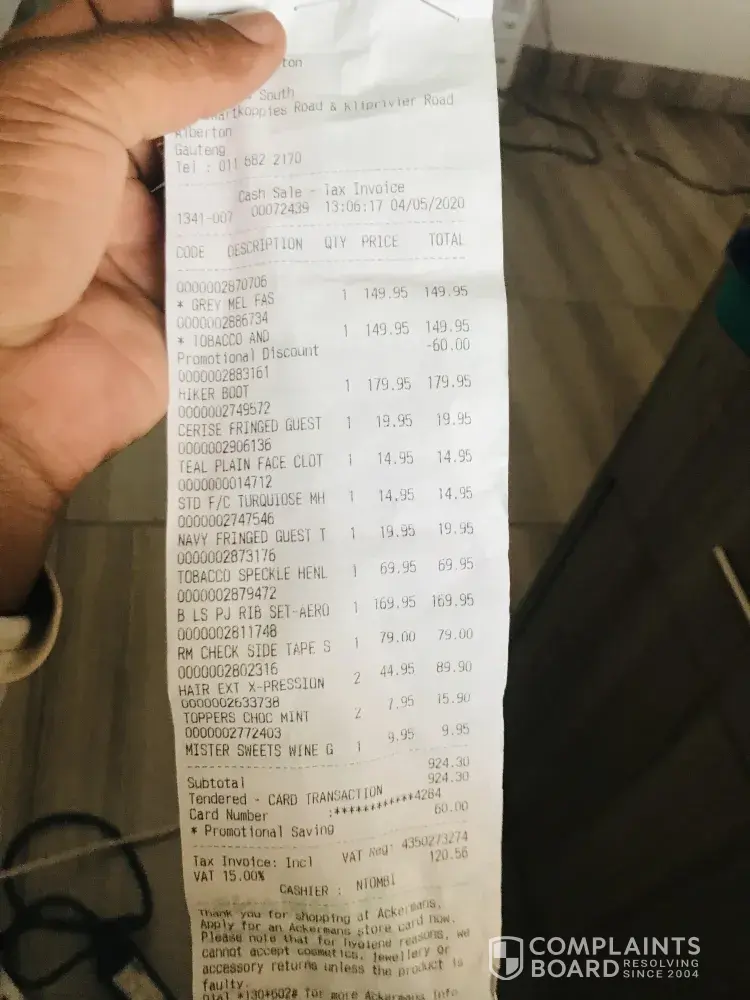 ton
South
artkoppies Road & Kliprivier Road
Alberton
Gauteng
Tel : 011 682 2170
Cash Sale - Tax Invoice
1341-007 00072439 13:06:17 04/05/2020
CODE DESCRIPTION QTY PRICE TOTAL
0000002870706
* GREY MEL FAS 1 149.95 149.95
0000002886734
* TOBACCO AND 1 149.95 149.95
Promotional Discount -60.00
0000002883161
HIKER BOOT 1 179.95 179.95
0000002749572
CERISE FRINGED GUEST 1 19.95 19.95
0000002906136
TEAL PLAIN FACE CLOT 1 14.95 14.95
0000000014712
STD F/C TURQUIOSE MH 1 14.95 14.95
0000002747546
NAVY FRINGED GUEST T 1 19.95 19.95
0000002873176
TOBACCO SPECKLE HENL 1 69.95 69.95
0000002879472
B LS PJ RIB SET-AERO 1 169.95 169.95
0000002811748
RM CHECK SIDE TAPE S 1 79.00 79.00
0000002802316
HAIR EXT X-PRESSION 2 44.95 89.90
0000002633738
TOPPERS CHOC MINT 2 7.95 15.90
0000002772403
MISTER SWEETS WINE G 1 9.95 9.95
Subtotal 924.30
Tendered - CARD TRANSACTION 924.30
Card Number :************4284
* Promotional Saving 60.00
Tax Invoice: Incl VAT Reg: 4350273274
VAT 15.00% 120.56
CASHIER : NTOMBI
Thank you for shopping at Ackermans.
Apply for an Ackermans store card now.
Please note that for hygiene reasons, we
cannot accept cosmetics, jewellery or
accessory returns unless the product is
faulty.
Dial *130*602# for more Ackermans info
COMPLAINTS
BOARD RESOLVING
SINCE 2004